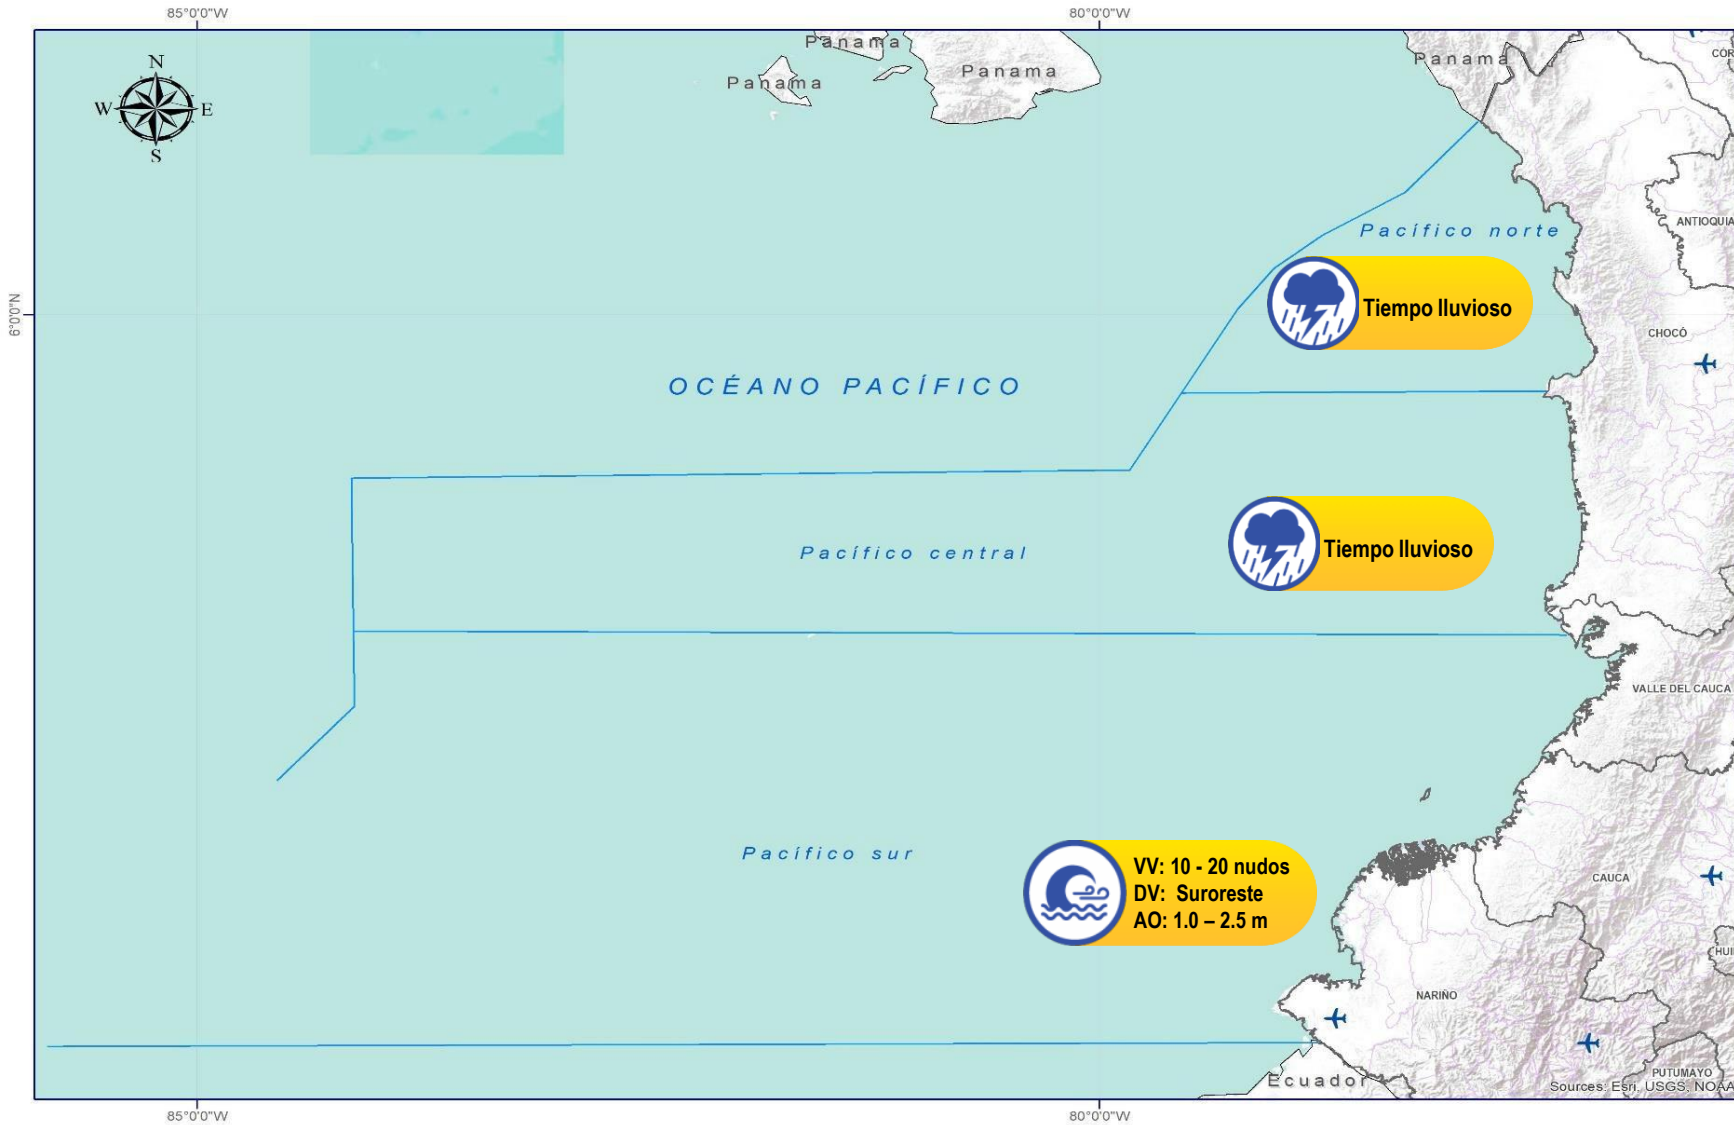 85°0'0"W
80°0'0"W
Panama
Panama
Panama
Panama
COR
N
W
E
S
ANTIOQUIA
Pacífico norte
6°0'0"N
Tiempo lluvioso
CHOCÓ
OCÉANO PACÍFICO
Pacífico central
Tiempo lluvioso
VALLE DEL CAUCA
Pacífico sur
VV: 10 - 20 nudos
DV: Suroreste
AO: 1.0 – 2.5 m
CAUCA
HUI
NARIÑO
PUTUMAYO
Ecuador
Sources: Esri, USGS, NOAA
85°0'0"W
80°0'0"W